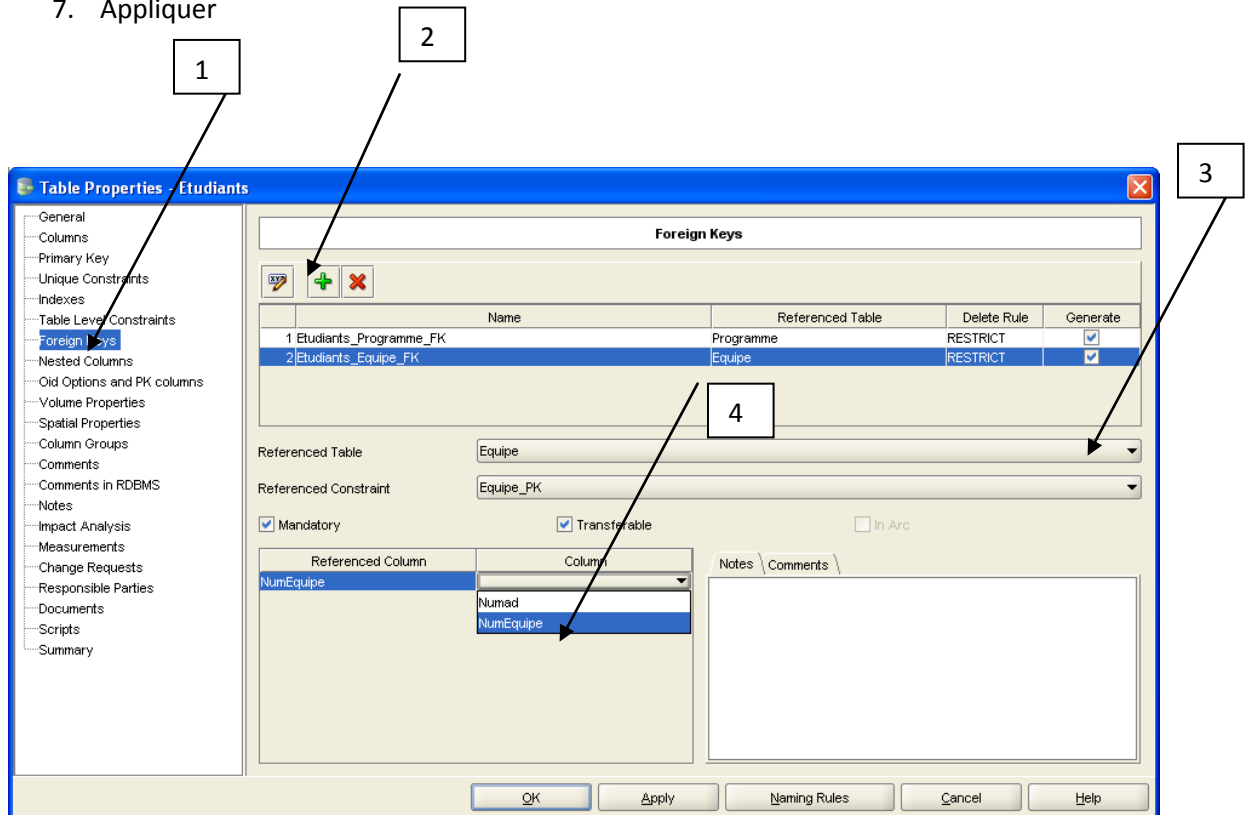 7. Appliquer
2
1
3
Table Properties - Etudiants
General
Columns
Primary Key
Unique Constraints
Indexes
Table Level Constraints
Foreign Keys
Nested Columns
Oid Options and PK columns
Volume Properties
Spatial Properties
Column Groups
Comments
Comments in RDBMS
Notes
Impact Analysis
Measurements
Change Requests
Responsible Parties
Documents
Scripts
Summary
Foreign Keys
Name Referenced Table Delete Rule Generate
1 Etudiants_Programme_FK Programme RESTRICT
2 Etudiants_Equipe_FK Equipe RESTRICT
4
Referenced Table Equipe
Referenced Constraint Equipe_PK
Mandatory Transferable In Arc
Referenced Column Column
NumEquipe
Numad
NumEquipe
Notes Comments
OK Apply Naming Rules Cancel Help